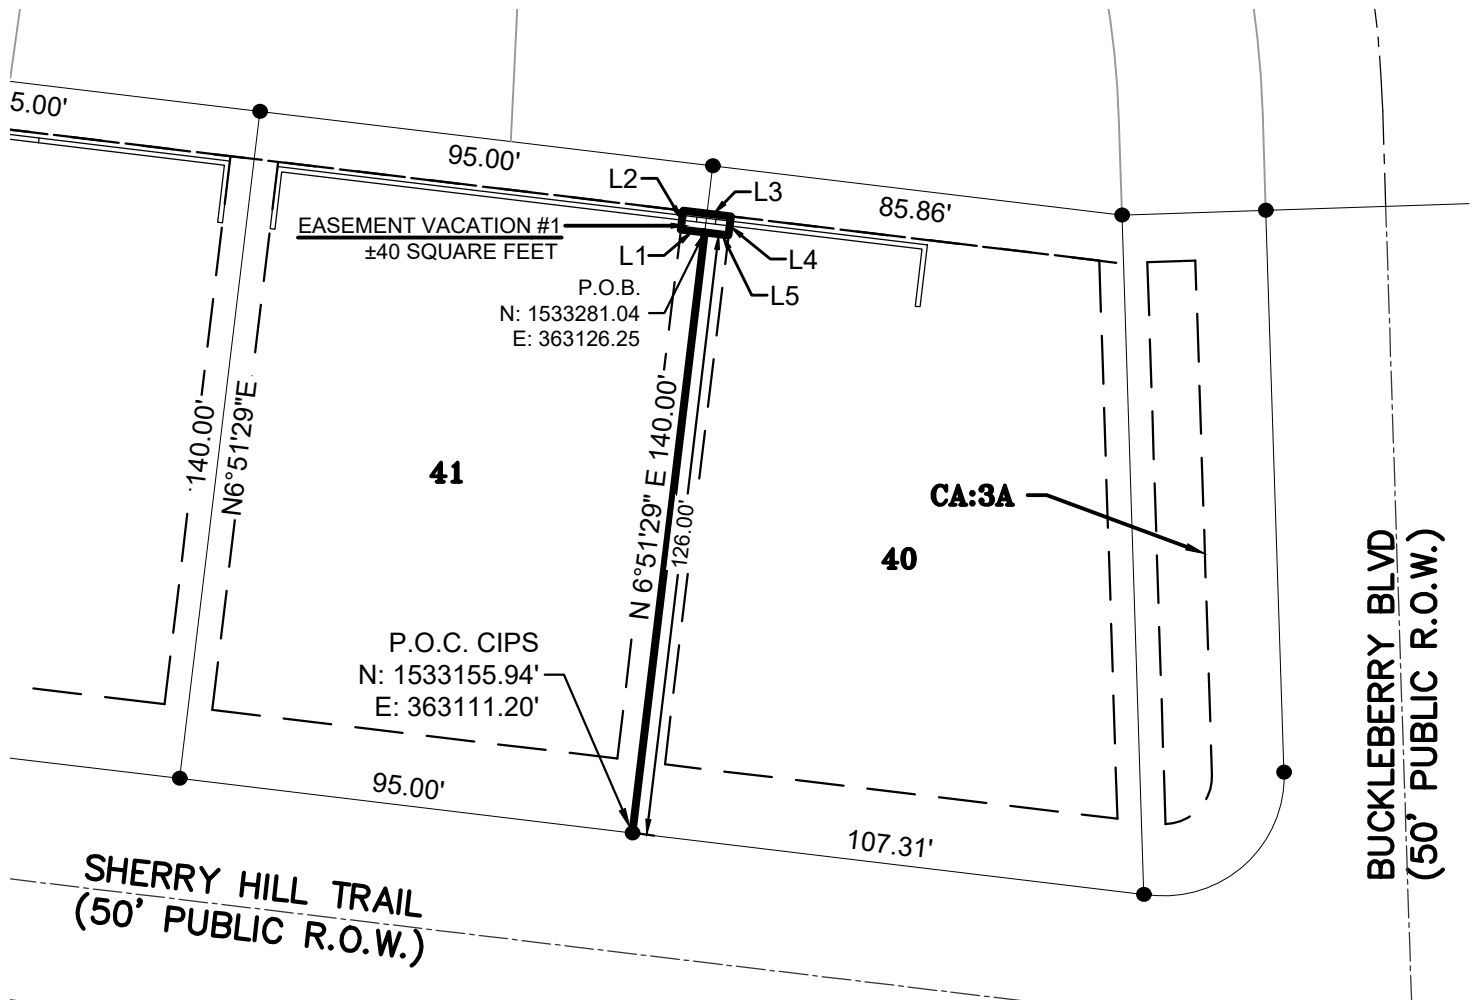 5.00'
95.00'
L2
L3
85.86'
EASEMENT VACATION #1
±40 SQUARE FEET
L1
L4
L5
P.O.B.
N: 1533281.04
E: 363126.25
140.00'
N6°51'29"E
N 6°51'29" E 140.00'
126.00'
41
CA:3A
40
P.O.C. CIPS
N: 1533155.94'
E: 363111.20'
95.00'
107.31'
SHERRY HILL TRAIL
(50' PUBLIC R.O.W.)
BUCKLEBERRY BLVD
(50' PUBLIC R.O.W.)